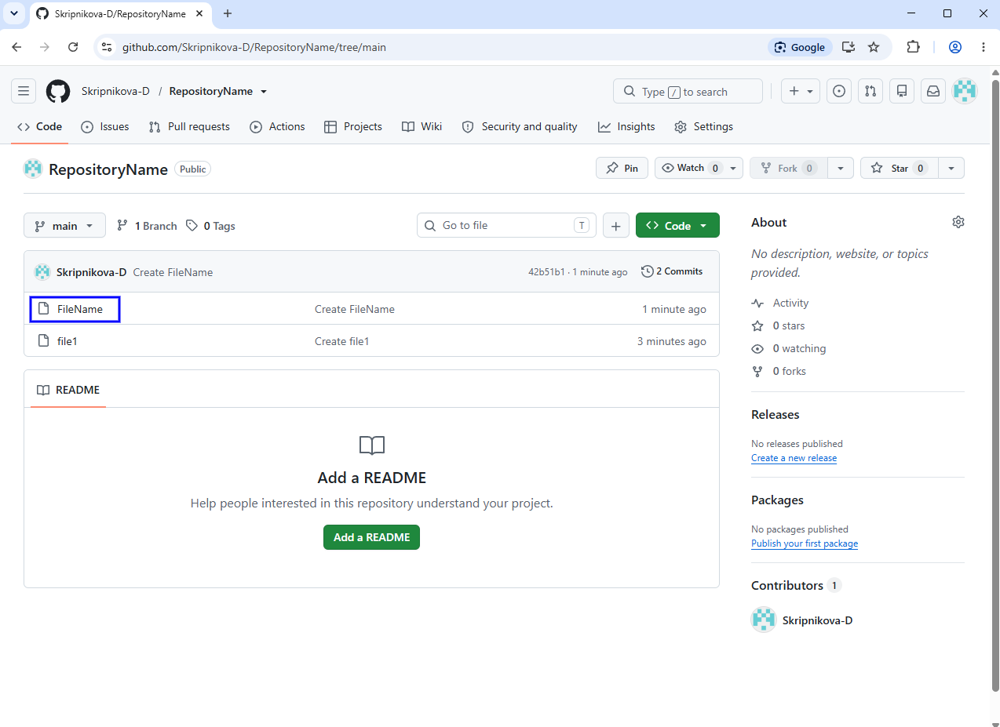 Skripnikova-D/RepositoryName
github.com/Skripnikova-D/RepositoryName/tree/main
Google
Skripnikova-D / RepositoryName
Type / to search
Code
Issues
Pull requests
Actions
Projects
Wiki
Security and quality
Insights
Settings
RepositoryName
Public
Pin
Watch 0
Fork 0
Star 0
main
1 Branch
0 Tags
Go to file
T
Code
Skripnikova-D Create FileName
42b51b1 · 1 minute ago
2 Commits
FileName
Create FileName
1 minute ago
file1
Create file1
3 minutes ago
README
Add a README
Help people interested in this repository understand your project.
Add a README
About
No description, website, or topics
provided.
Activity
0 stars
0 watching
0 forks
Releases
No releases published
Create a new release
Packages
No packages published
Publish your first package
Contributors 1
Skripnikova-D